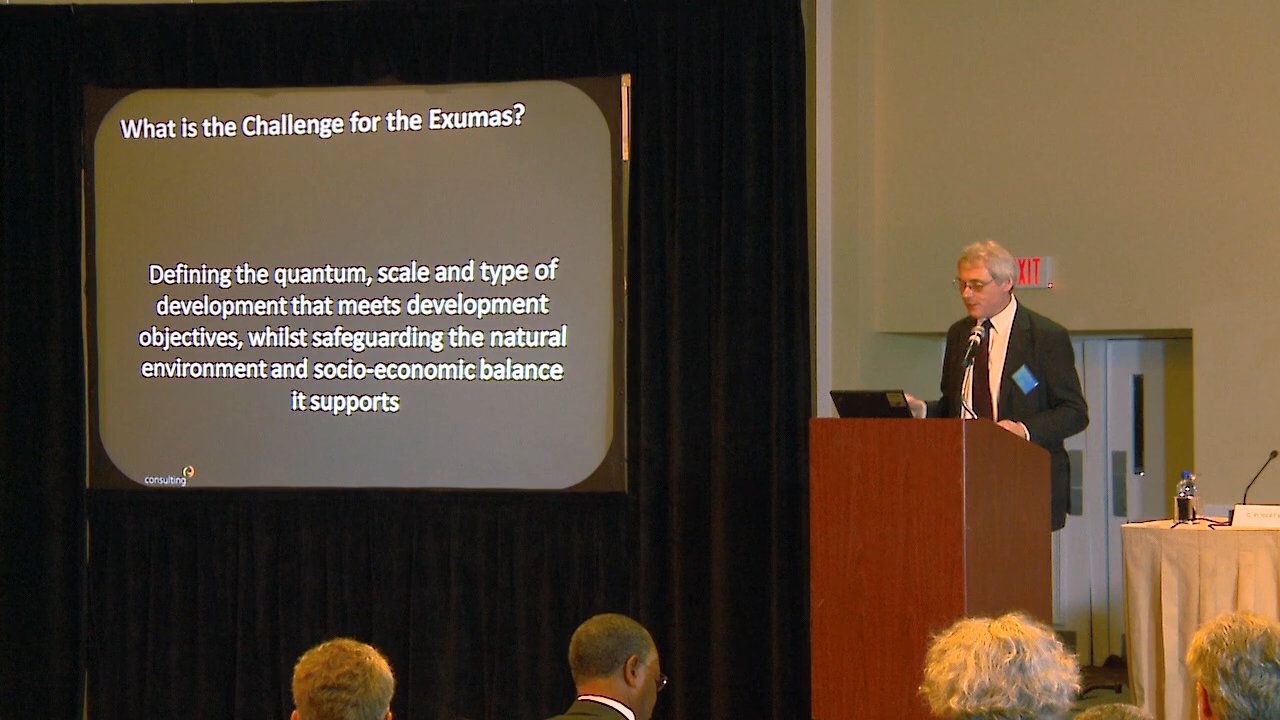 What is the Challenge for the Exumas?
Defining the quantum, scale and type of
development that meets development
objectives, whilst safeguarding the natural
environment and socio-economic balance
it supports
consulting
EXIT